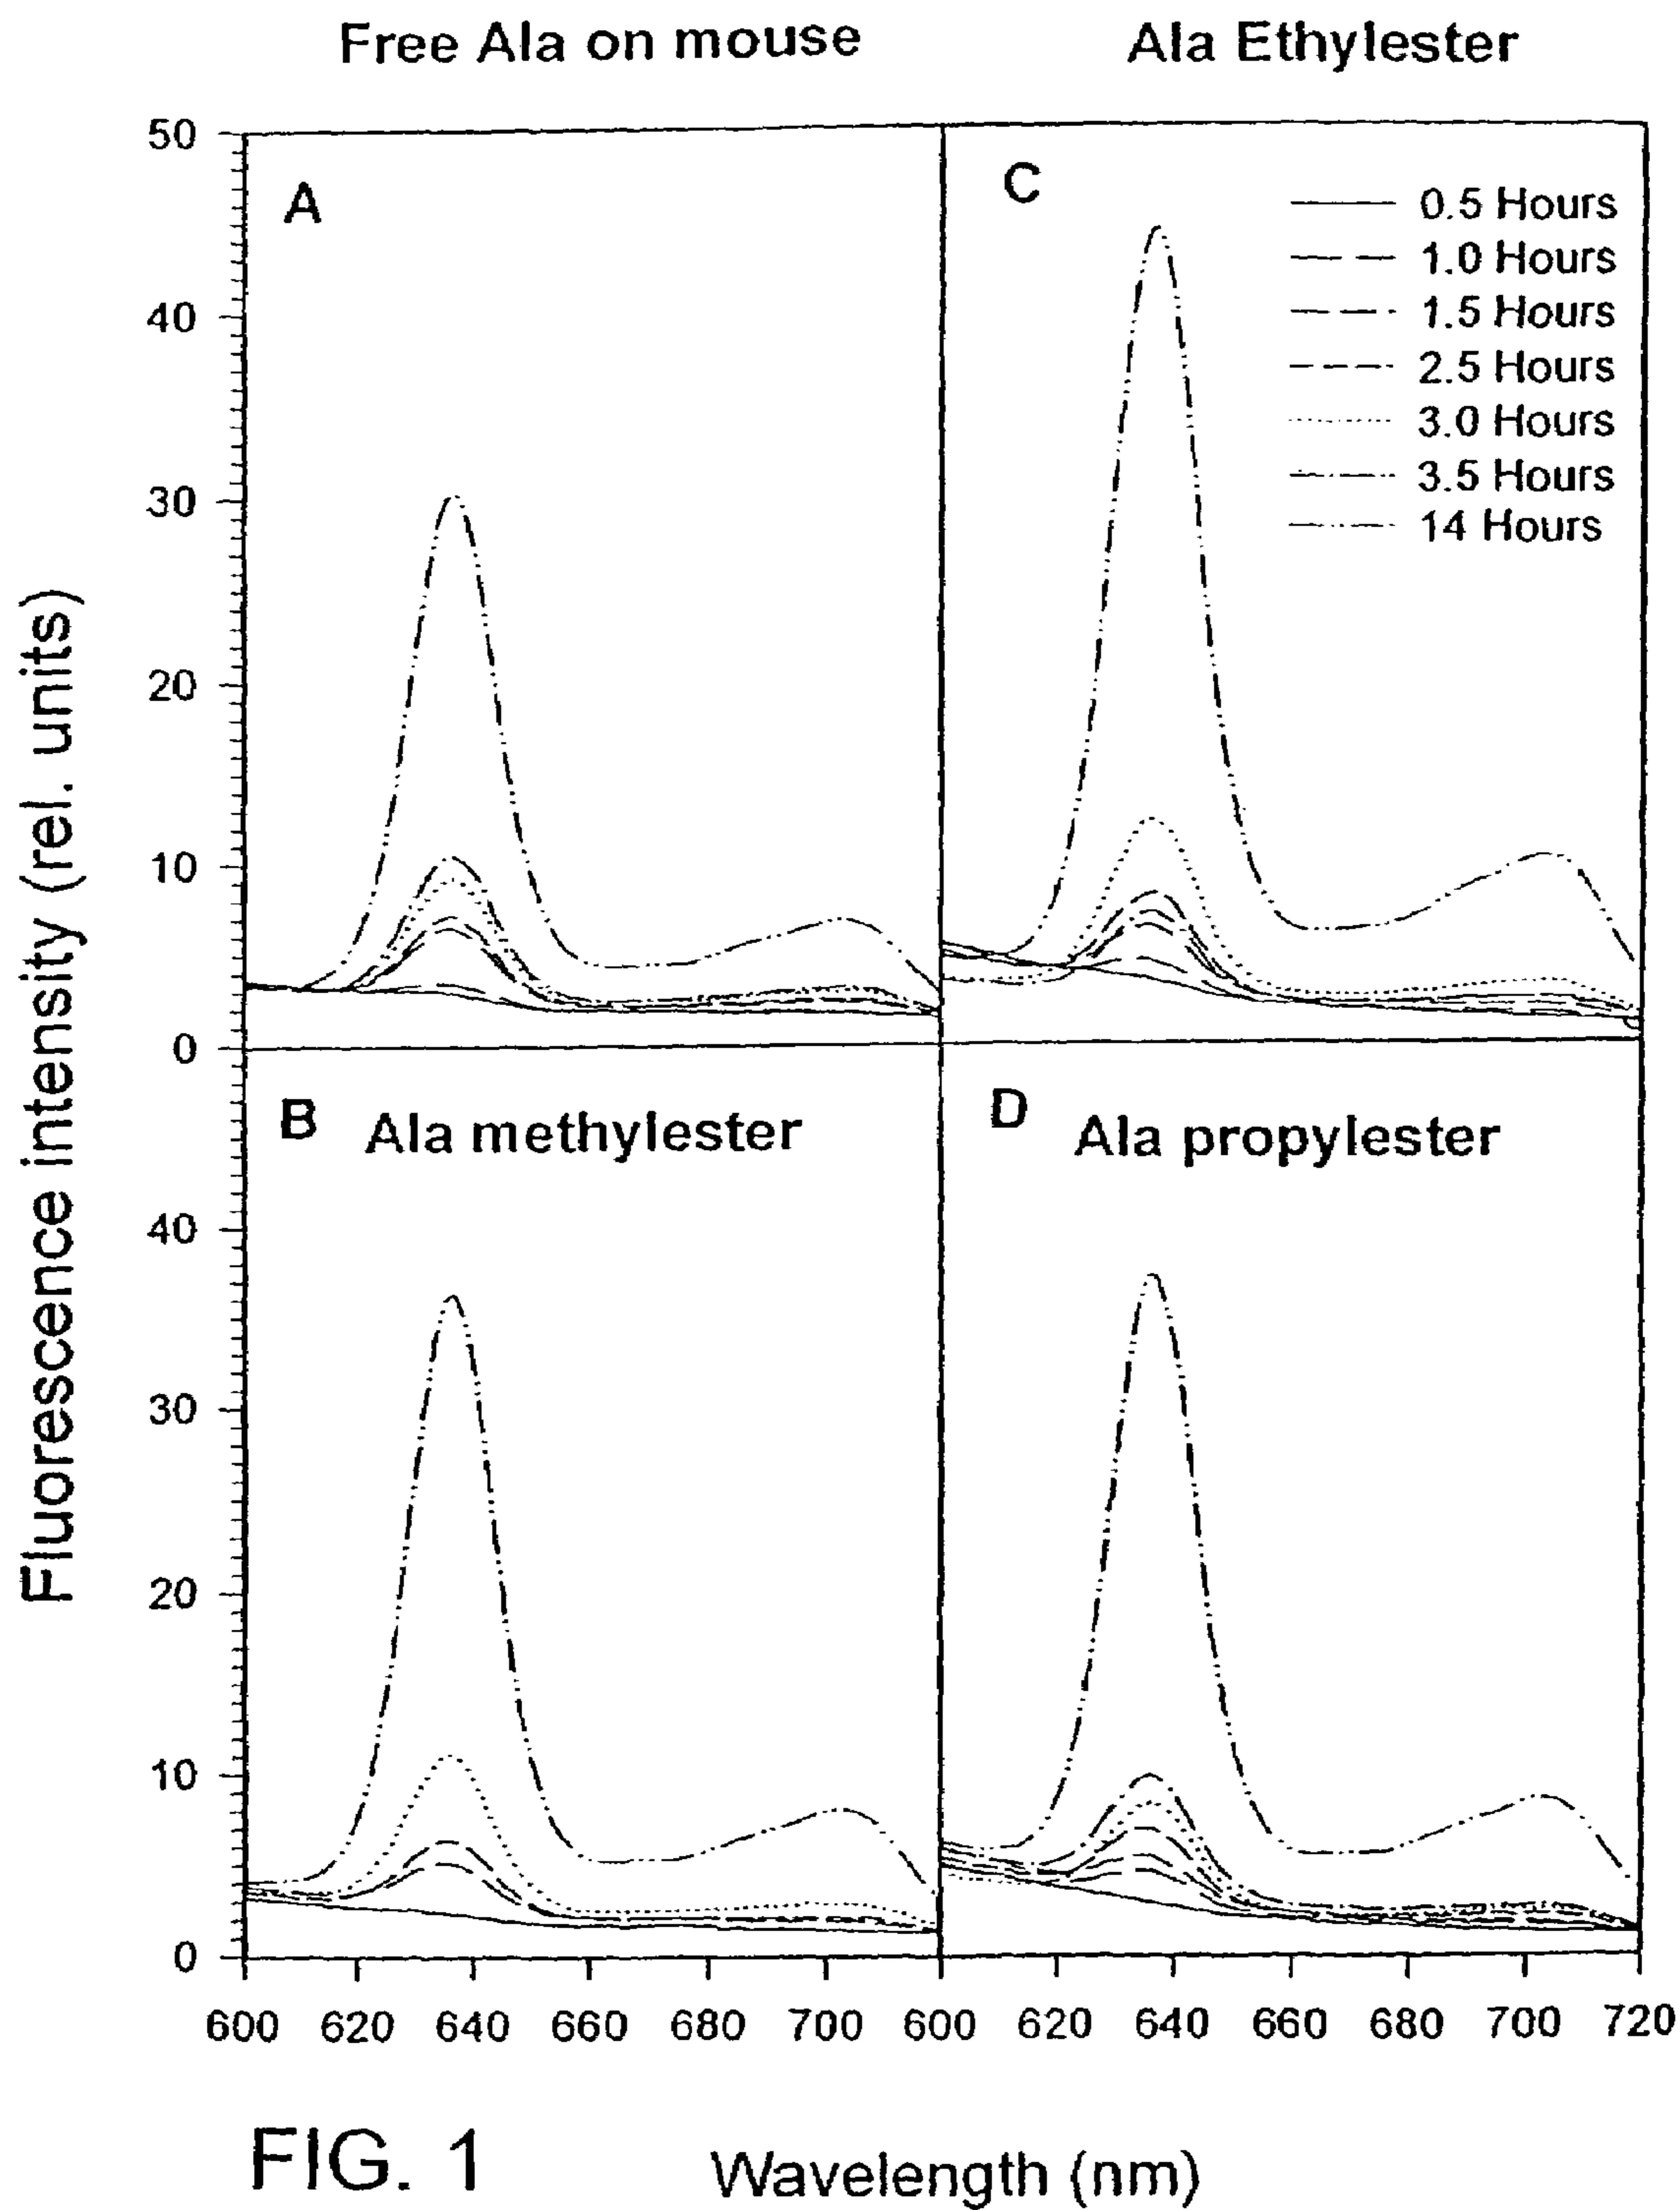 Free Ala on mouse
Ala Ethylester
Fluorescence intensity (rel. units)
50
40
30
20
10
0
A
C
0.5 Hours
1.0 Hours
1.5 Hours
2.5 Hours
3.0 Hours
3.5 Hours
14 Hours
B Ala methylester
D Ala propylester
40
30
20
10
0
600 620 640 660 680 700 600 620 640 660 680 700 720
FIG. 1
Wavelength (nm)